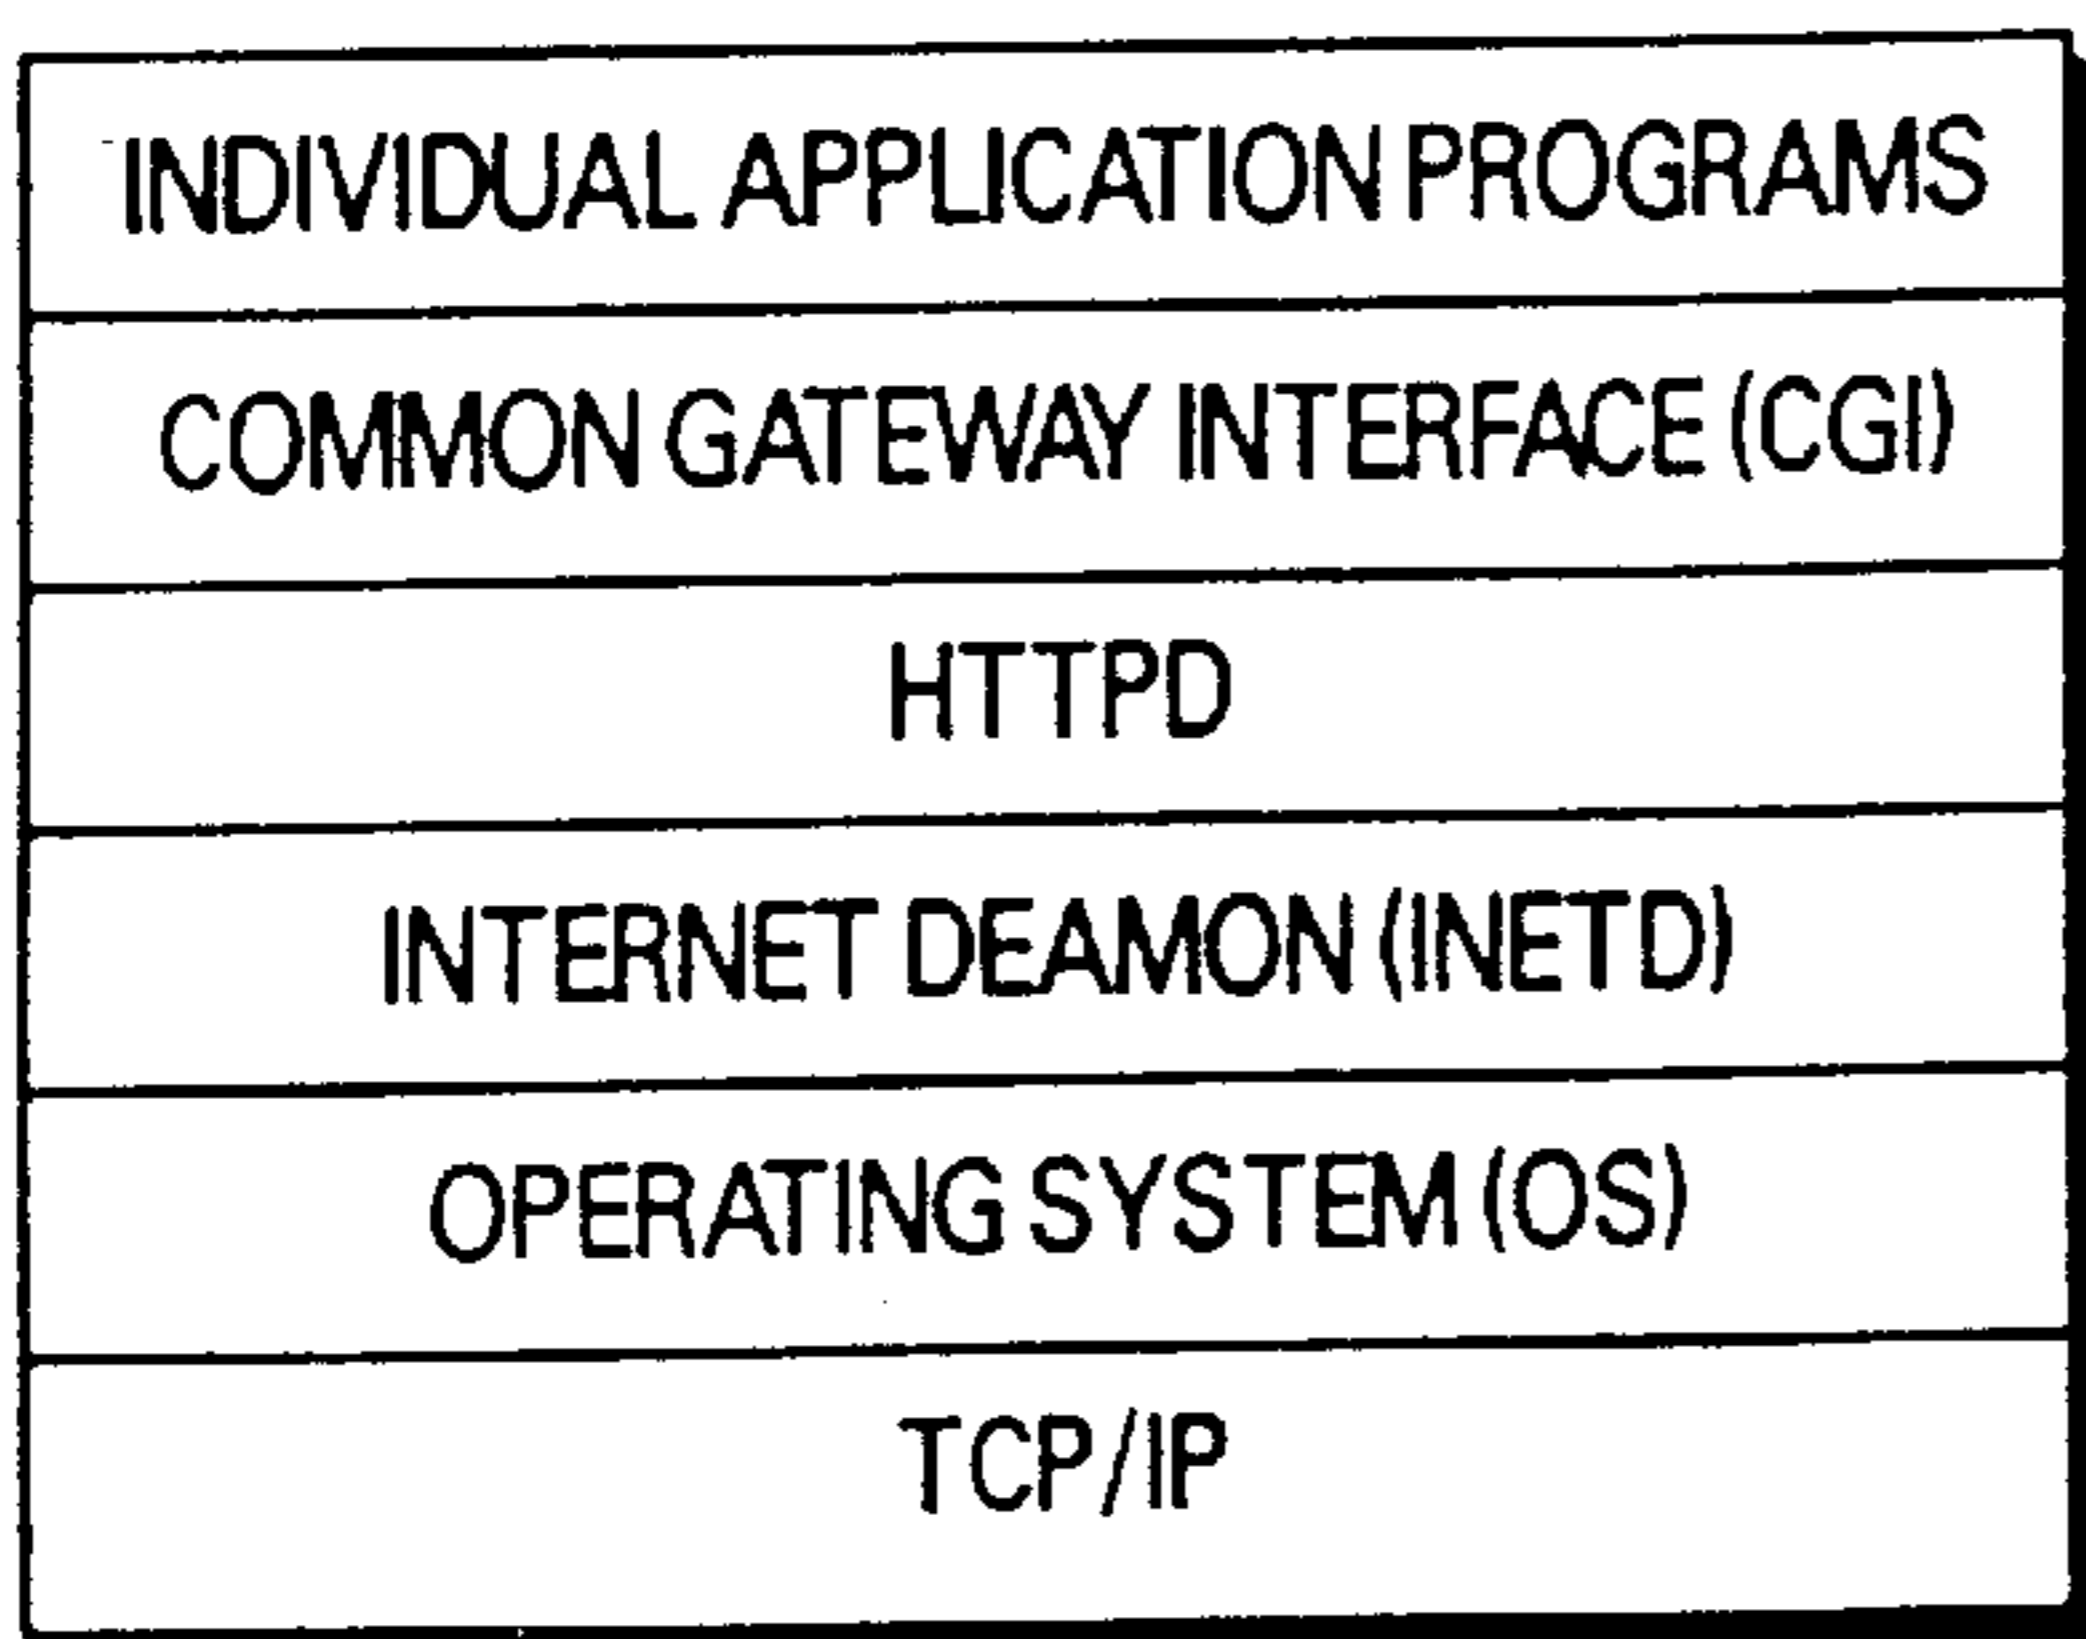 INDIVIDUAL APPLICATION PROGRAMS
COMMON GATEWAY INTERFACE (CGI)
HTTPD
INTERNET DEAMON (INETD)
OPERATING SYSTEM (OS)
TCP/IP